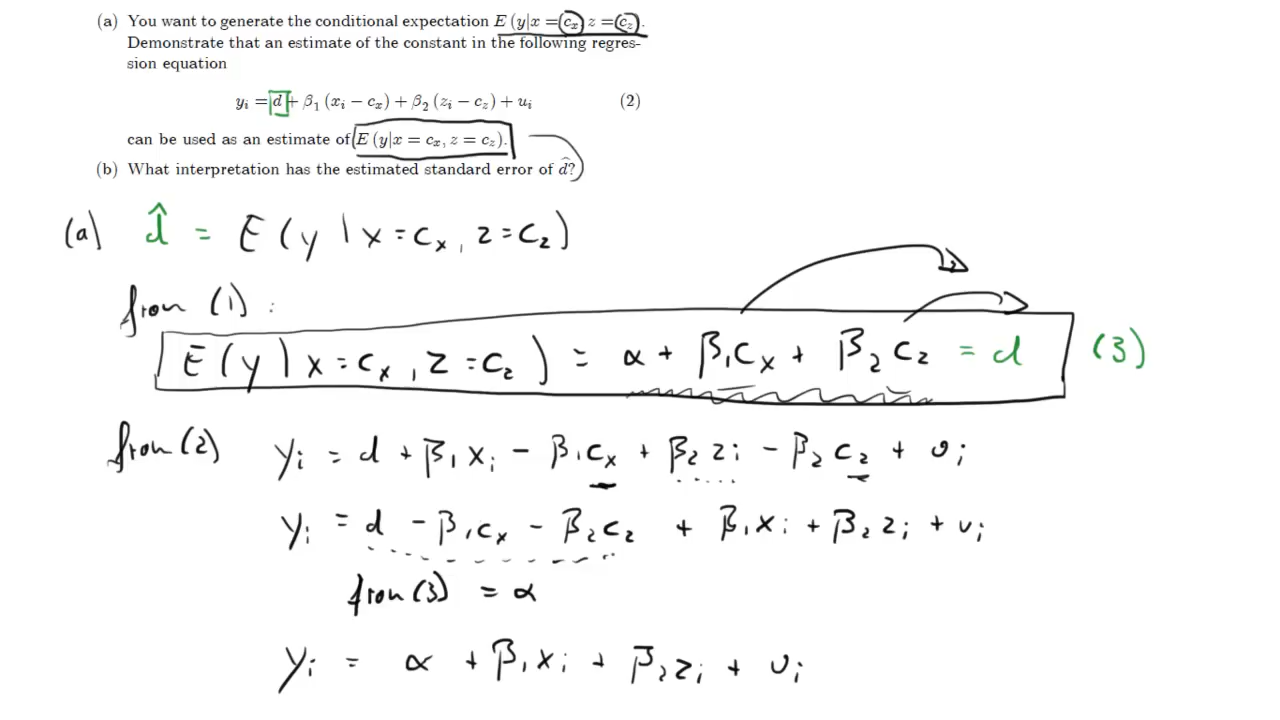 (a) You want to generate the conditional expectation E (y|x = c_x, z = c_z).
Demonstrate that an estimate of the constant in the following regres-
sion equation
y_i = d + β_1 (x_i − c_x) + β_2 (z_i − c_z) + u_i (2)
can be used as an estimate of E (y|x = c_x, z = c_z).
(b) What interpretation has the estimated standard error of d̂?
(a) d̂ = E(y | x = c_x, z = c_z)
from (1) :
E(y | x = c_x, z = c_z) = α + β_1 c_x + β_2 c_z = d (3)
from (2) y_i = d + β_1 x_i − β_1 c_x + β_2 z_i − β_2 c_z + u_i
y_i = d − β_1 c_x − β_2 c_z + β_1 x_i + β_2 z_i + u_i
from (3) = α
y_i = α + β_1 x_i + β_2 z_i + u_i